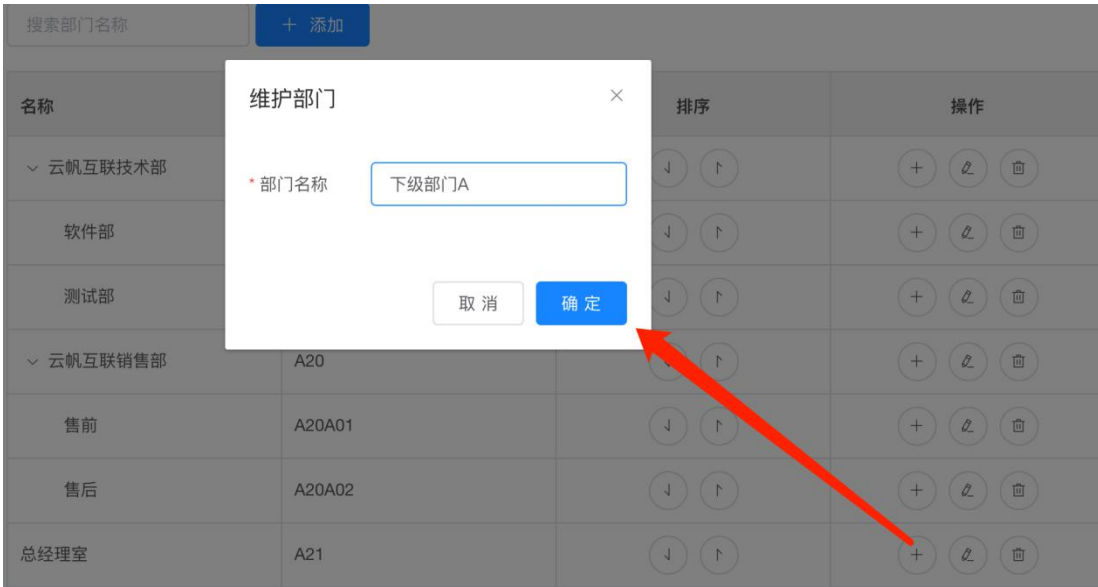 搜索部门名称
+ 添加
名称
排序
操作
维护部门
* 部门名称
下级部门A
取 消
确 定
云帆互联技术部
软件部
测试部
云帆互联销售部
A20
售前
A20A01
售后
A20A02
总经理室
A21